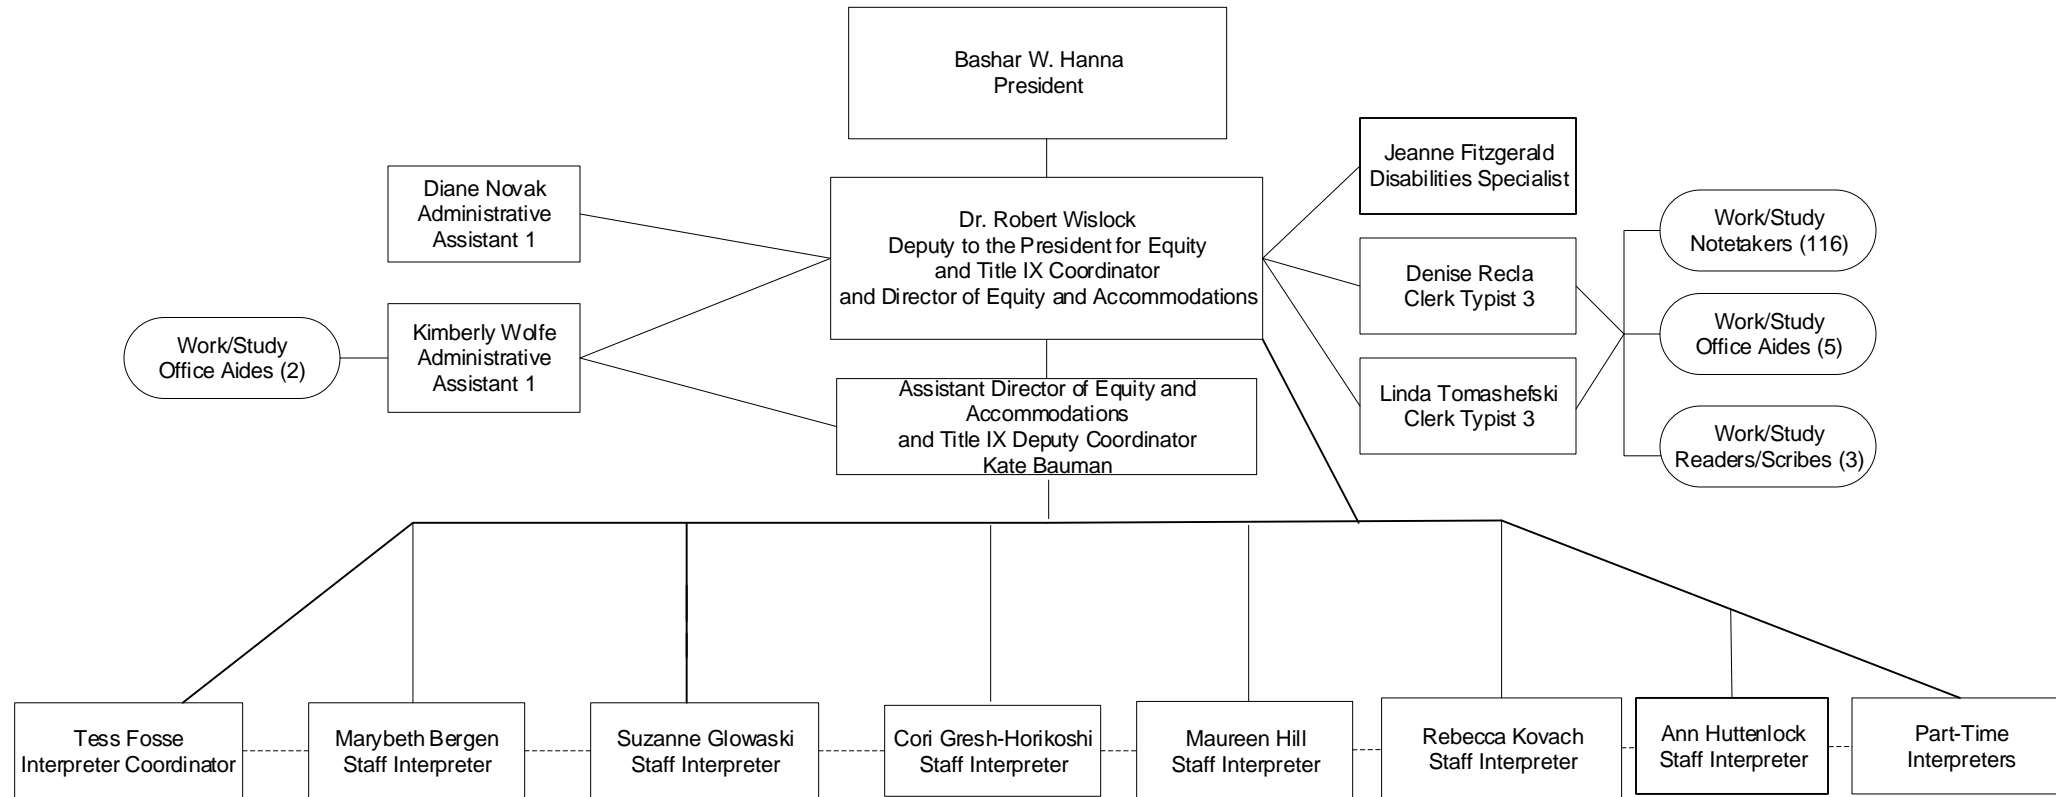 Bashar W. Hanna
President
Diane Novak
Administrative
Assistant 1
Dr. Robert Wislock
Deputy to the President for Equity
and Title IX Coordinator
and Director of Equity and Accommodations
Jeanne Fitzgerald
Disabilities Specialist
Work/Study
Notetakers (116)
Denise Recla
Clerk Typist 3
Work/Study
Office Aides (2)
Kimberly Wolfe
Administrative
Assistant 1
Work/Study
Office Aides (5)
Assistant Director of Equity and
Accommodations
and Title IX Deputy Coordinator
Kate Bauman
Linda Tomashefski
Clerk Typist 3
Work/Study
Readers/Scribes (3)
Tess Fosse
Interpreter Coordinator
Marybeth Bergen
Staff Interpreter
Suzanne Glowaski
Staff Interpreter
Cori Gresh-Horikoshi
Staff Interpreter
Maureen Hill
Staff Interpreter
Rebecca Kovach
Staff Interpreter
Ann Huttenlock
Staff Interpreter
Part-Time
Interpreters